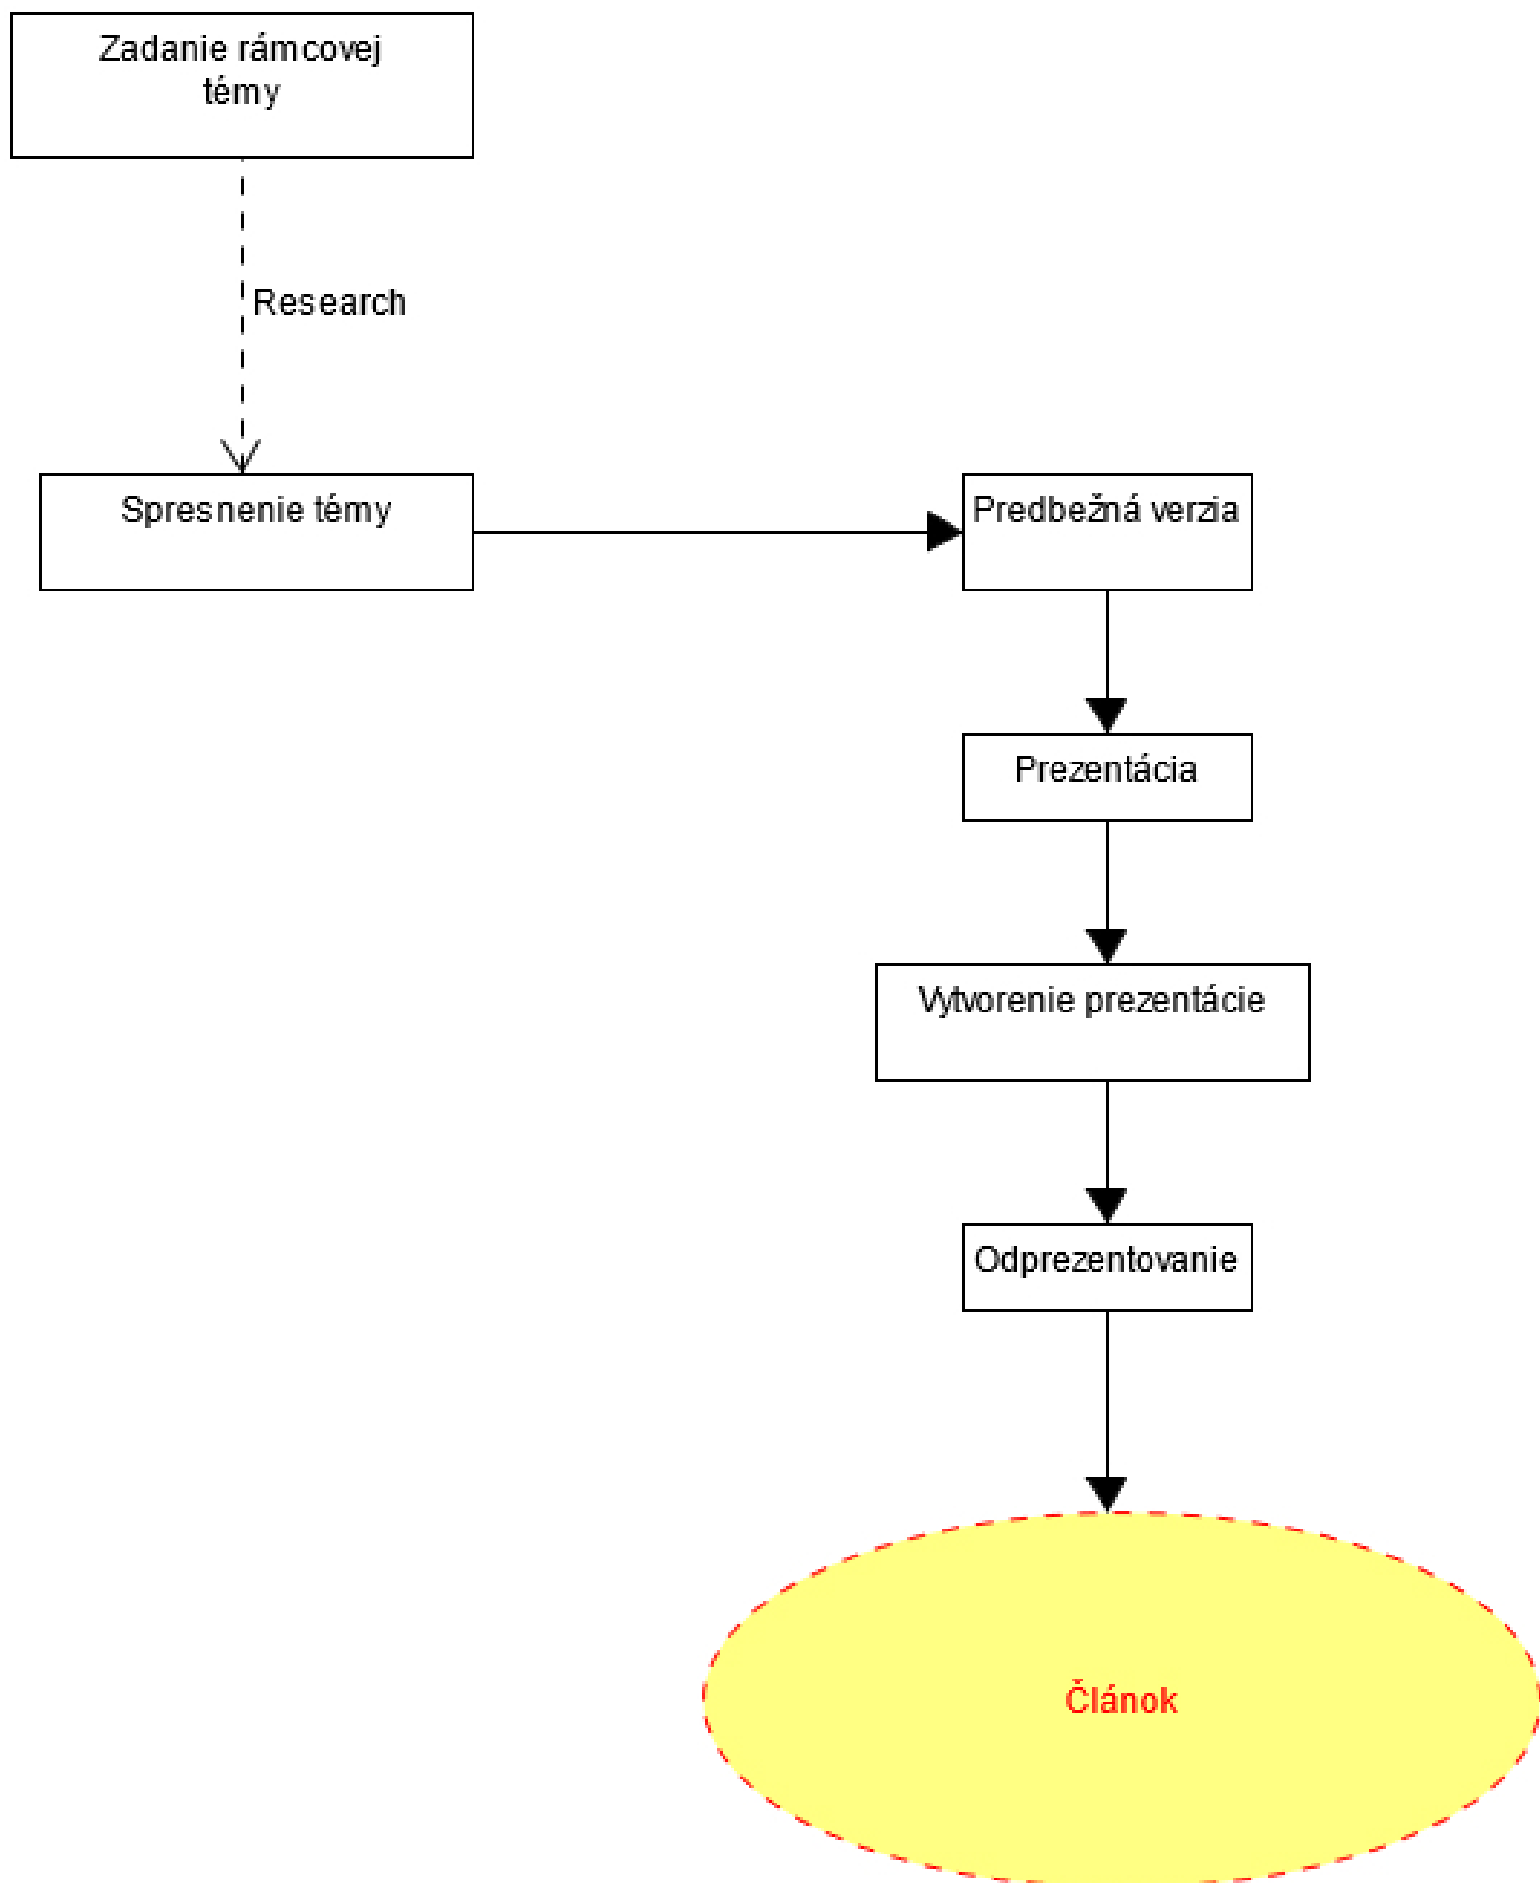 Zadanie rámcovej
témy
Research
Spresnenie témy
Predbežná verzia
Prezentácia
Vytvorenie prezentácie
Odprezentovanie
Článok